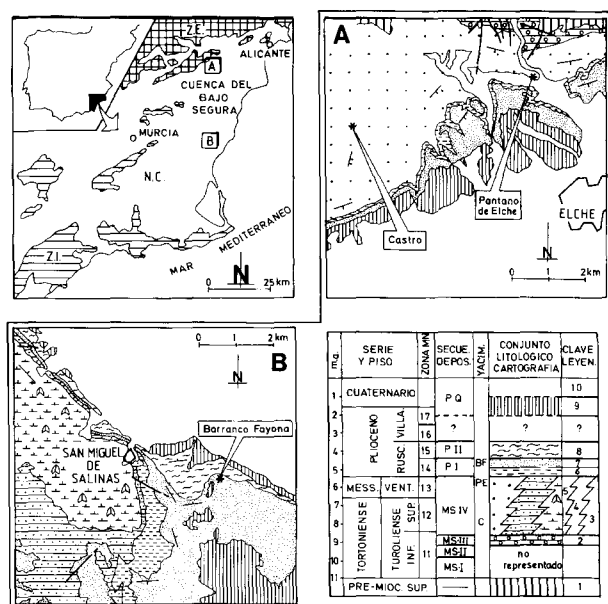 Z.E.
ALICANTE
A
CUENCA DEL
BAJO
SEGURA
MURCIA
B
N.C.
Z.I.
MAR MEDITERRANEO
N
0 25 km
A
Castro
Pantano
de Elche
ELCHE
N
0 1 2 km
B
0 1 2 km
N
Barranco Fayona
SAN MIGUEL
DE
SALINAS
m.a. SERIE Y PISO ZONA MN SECUE. DEPOS. YACIM. CONJUNTO LITOLOGICO CARTOGRAFIA CLAVE LEYEN.
CUATERNARIO P Q 10
9
PLIOCENO VILLA. 17 ? ? ?
16
RUSC. 15 P II 8
14 P I BF 7
6
MESS. VENT. 13 PE 5
TORTONIENSE TUROLIENSE SUP. 12 MS IV C 4 3
INF. 11 MS-III 2
MS-II no
MS-I representado
PRE-MIOC. SUP. 1
1
2
3
4
5
6
7
8
9
10
11